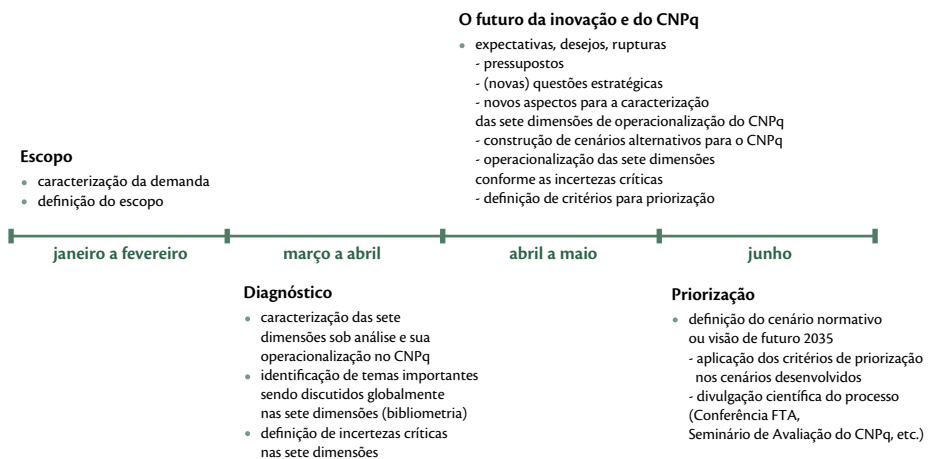 O futuro da inovação e do CNPq
• expectativas, desejos, rupturas
- pressupostos
- (novas) questões estratégicas
- novos aspectos para a caracterização
das sete dimensões de operacionalização do CNPq
- construção de cenários alternativos para o CNPq
- operacionalização das sete dimensões
conforme as incertezas críticas
- definição de critérios para priorização
Escopo
• caracterização da demanda
• definição do escopo
janeiro a fevereiro
março a abril
abril a maio
junho
Diagnóstico
• caracterização das sete
dimensões sob análise e sua
operacionalização no CNPq
• identificação de temas importantes
sendo discutidos globalmente
nas sete dimensões (bibliometria)
• definição de incertezas críticas
nas sete dimensões
Priorização
• definição do cenário normativo
ou visão de futuro 2035
- aplicação dos critérios de priorização
nos cenários desenvolvidos
- divulgação científica do processo
(Conferência FTA,
Seminário de Avaliação do CNPq, etc.)